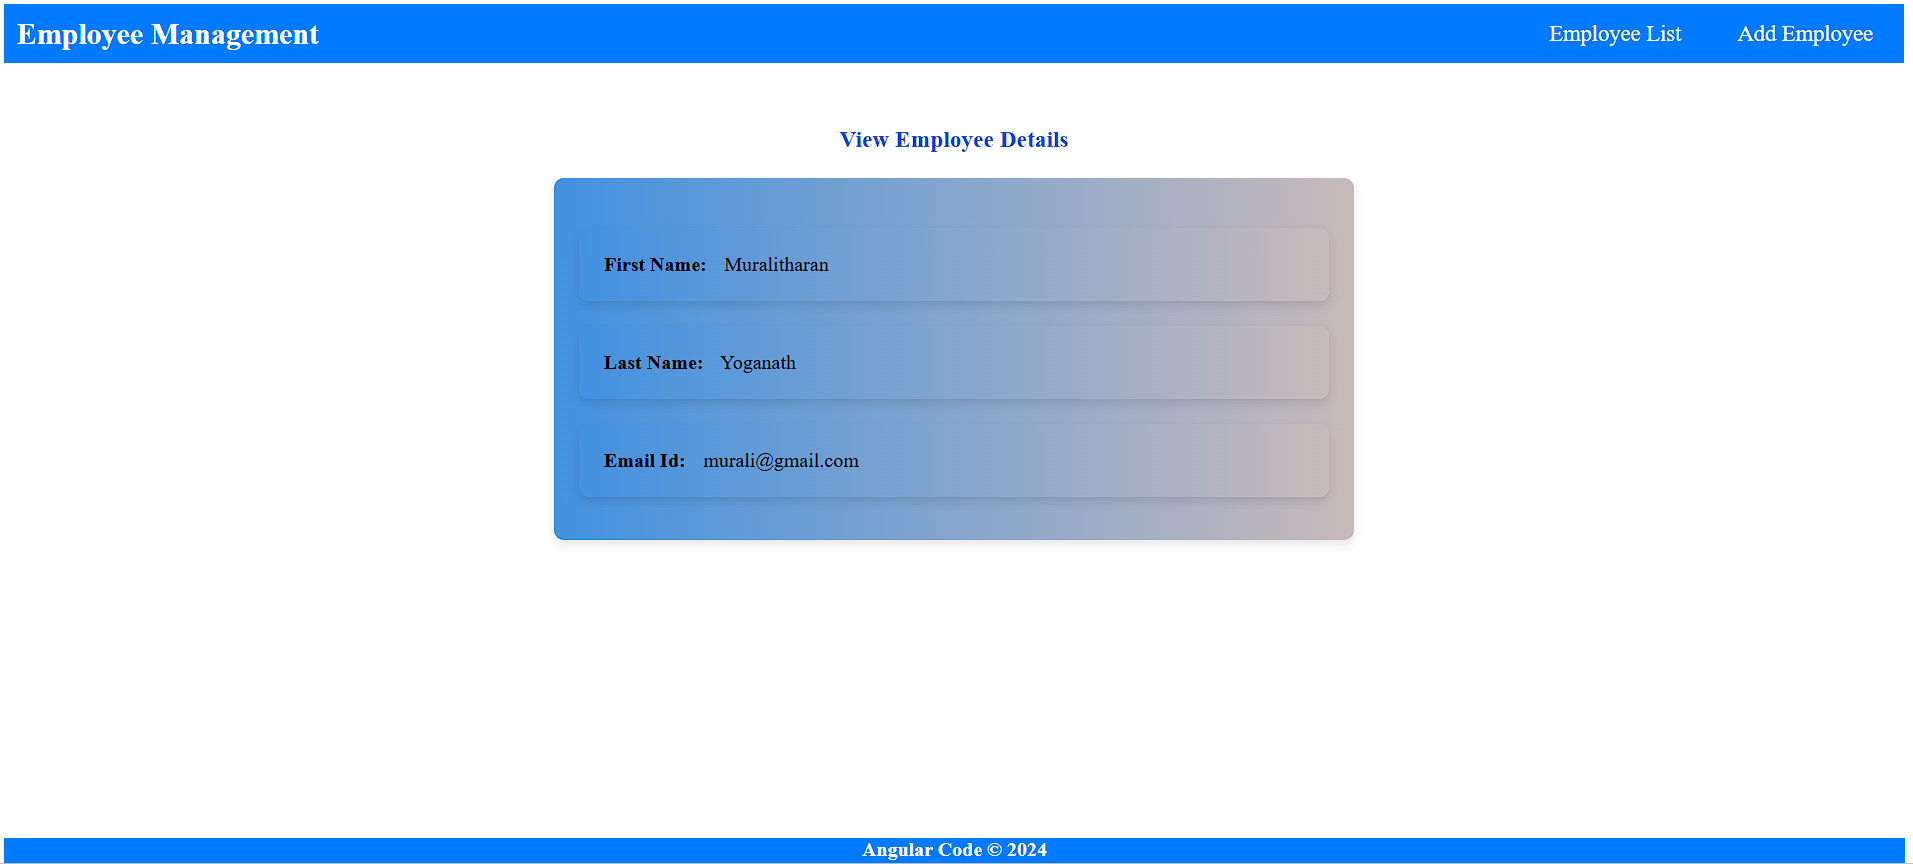 Employee Management Employee List Add Employee
View Employee Details
First Name: Muralitharan
Last Name: Yoganath
Email Id: murali@gmail.com
Angular Code © 2024